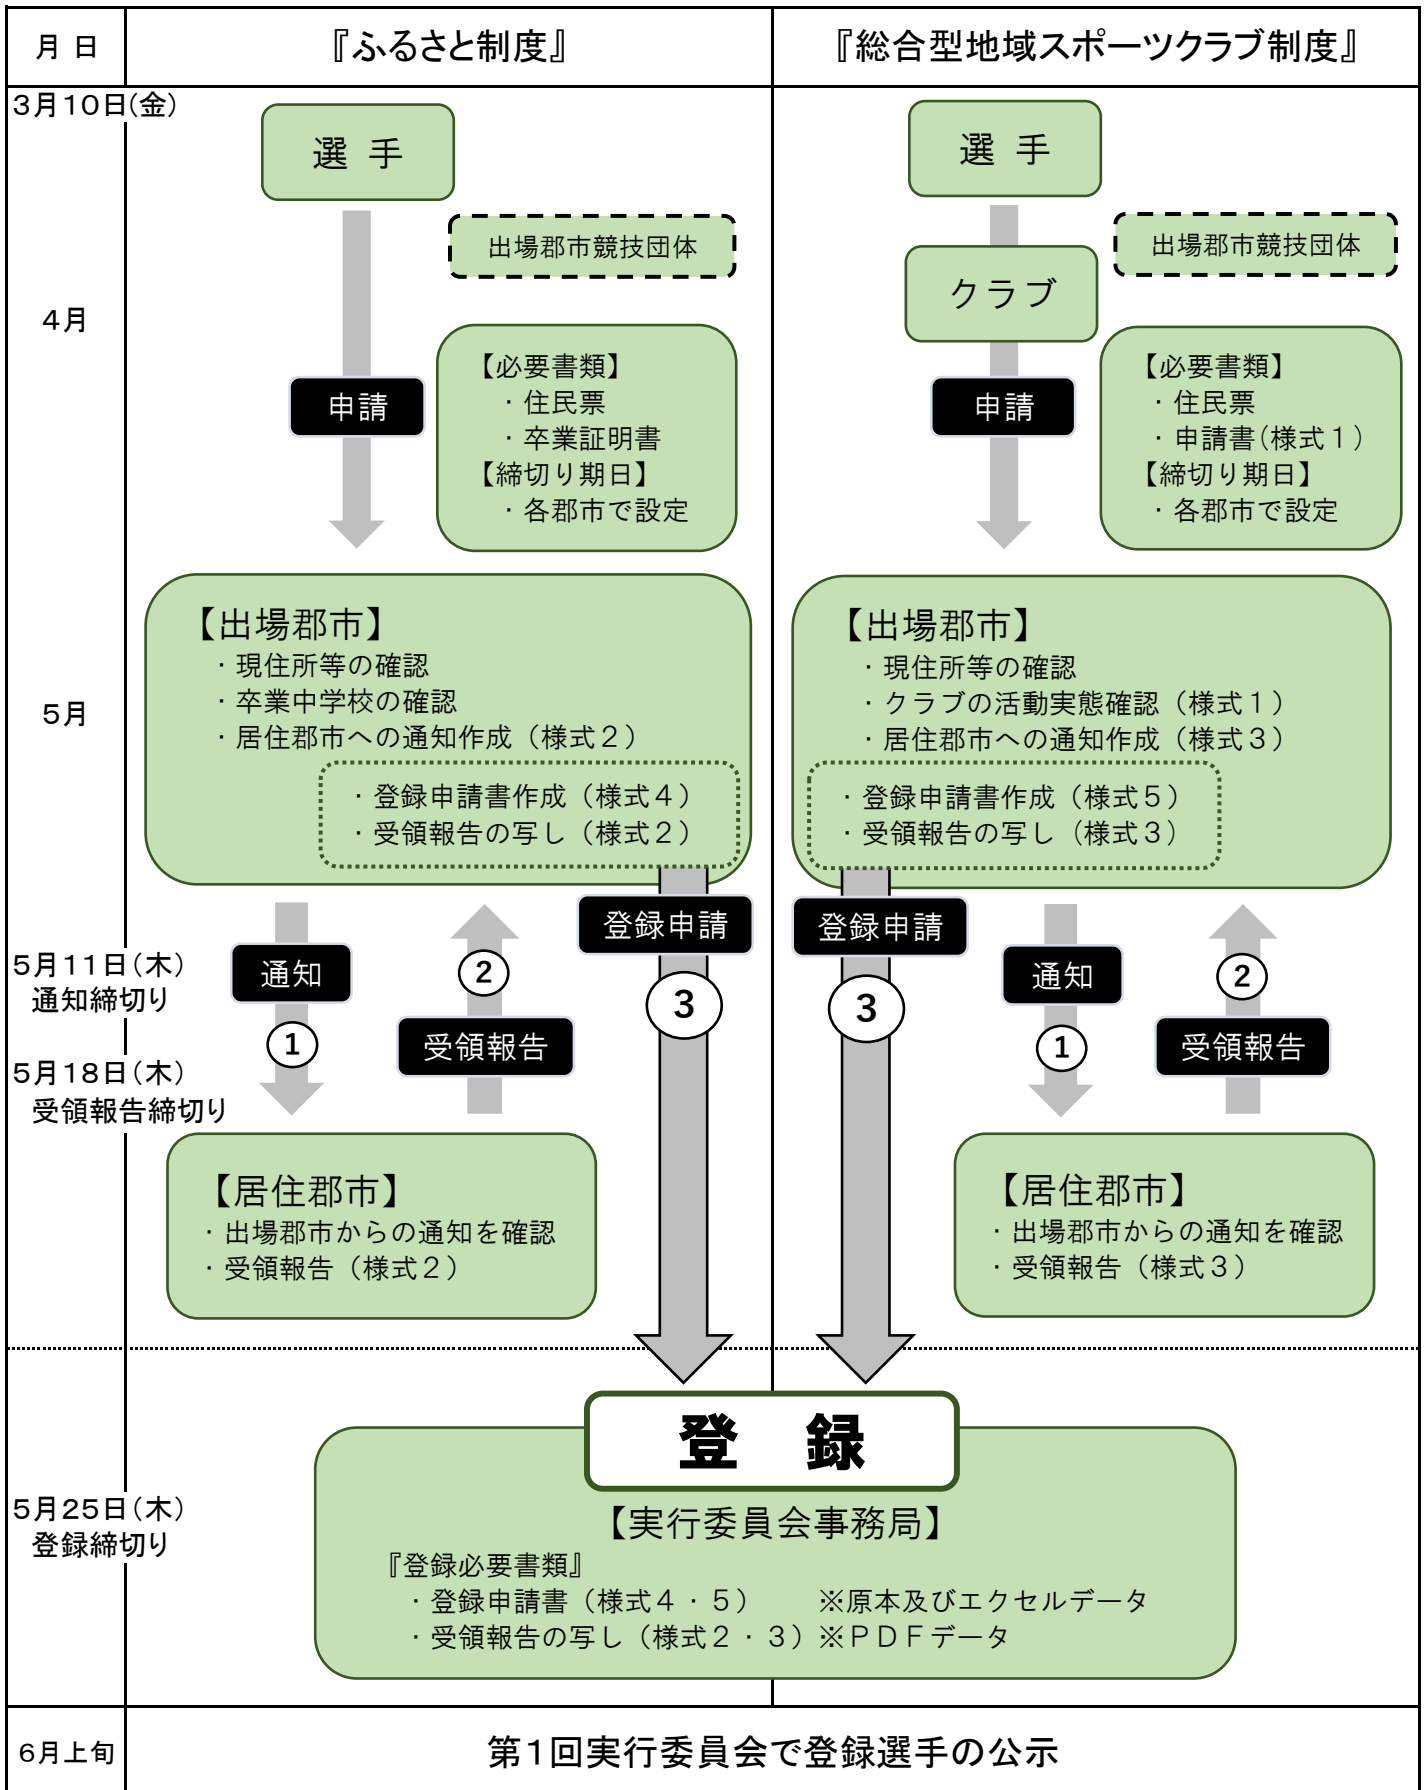 月 日
『ふるさと制度』
『総合型地域スポーツクラブ制度』
3月10日(金)
選 手
選 手
出場郡市競技団体
出場郡市競技団体
クラブ
4月
【必要書類】
・住民票
・卒業証明書
【締切り期日】
・各郡市で設定
申請
【必要書類】
・住民票
・申請書(様式１)
【締切り期日】
・各郡市で設定
申請
5月
【出場郡市】
・現住所等の確認
・卒業中学校の確認
・居住郡市への通知作成（様式２）
・登録申請書作成（様式４）
・受領報告の写し（様式２）
【出場郡市】
・現住所等の確認
・クラブの活動実態確認（様式１）
・居住郡市への通知作成（様式３）
・登録申請書作成（様式５）
・受領報告の写し（様式３）
登録申請
登録申請
5月11日(木)
通知締切り
通知
①
②
受領報告
③
③
通知
①
②
受領報告
5月18日(木)
受領報告締切り
【居住郡市】
・出場郡市からの通知を確認
・受領報告（様式２）
【居住郡市】
・出場郡市からの通知を確認
・受領報告（様式３）
登 録
5月25日(木)
登録締切り
【実行委員会事務局】
『登録必要書類』
・登録申請書（様式４・５） ※原本及びエクセルデータ
・受領報告の写し（様式２・３）※ＰＤＦデータ
6月上旬
第1回実行委員会で登録選手の公示